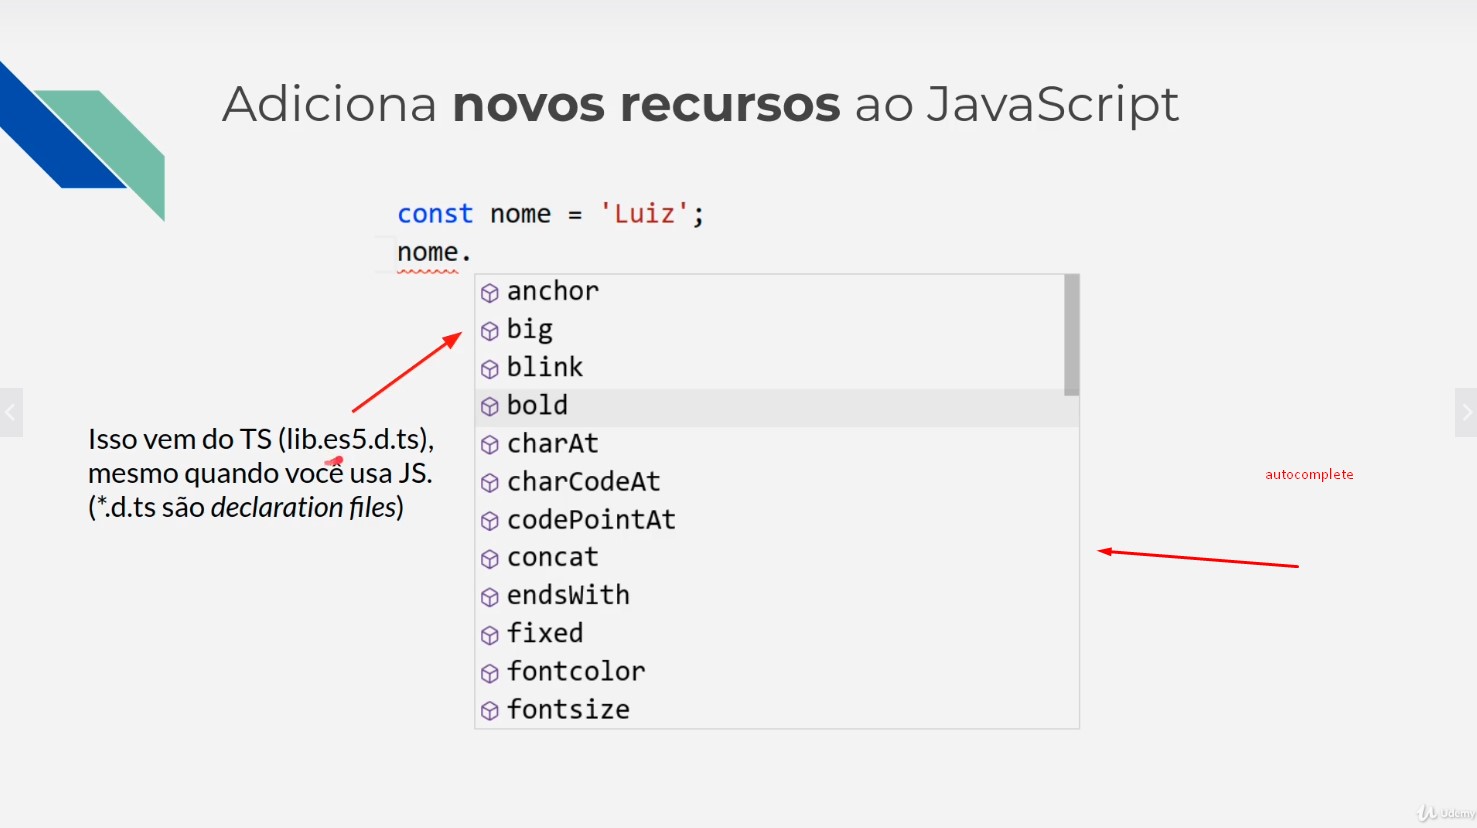 Adiciona novos recursos ao JavaScript
const nome = 'Luiz';
nome.
anchor
big
blink
bold
charAt
charCodeAt
codePointAt
concat
endsWith
fixed
fontcolor
fontsize
Isso vem do TS (lib.es5.d.ts),
mesmo quando você usa JS.
(*.d.ts são declaration files)
autocomplete
Udemy